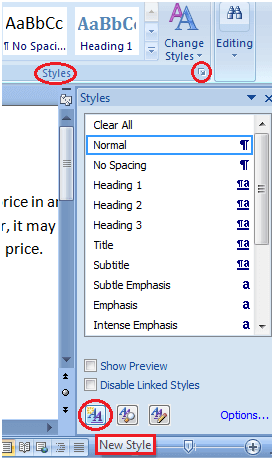 AaBbCc AaBbCc
¶ No Spaci... Heading 1
Change
Styles
Editing
Styles
Styles
Clear All
Normal ¶
No Spacing ¶
Heading 1 ¶a
Heading 2 ¶a
Heading 3 ¶a
Title ¶a
Subtitle ¶a
Subtle Emphasis a
Emphasis a
Intense Emphasis a
Show Preview
Disable Linked Styles
Options...
New Style
rice in an
r, it may
price.